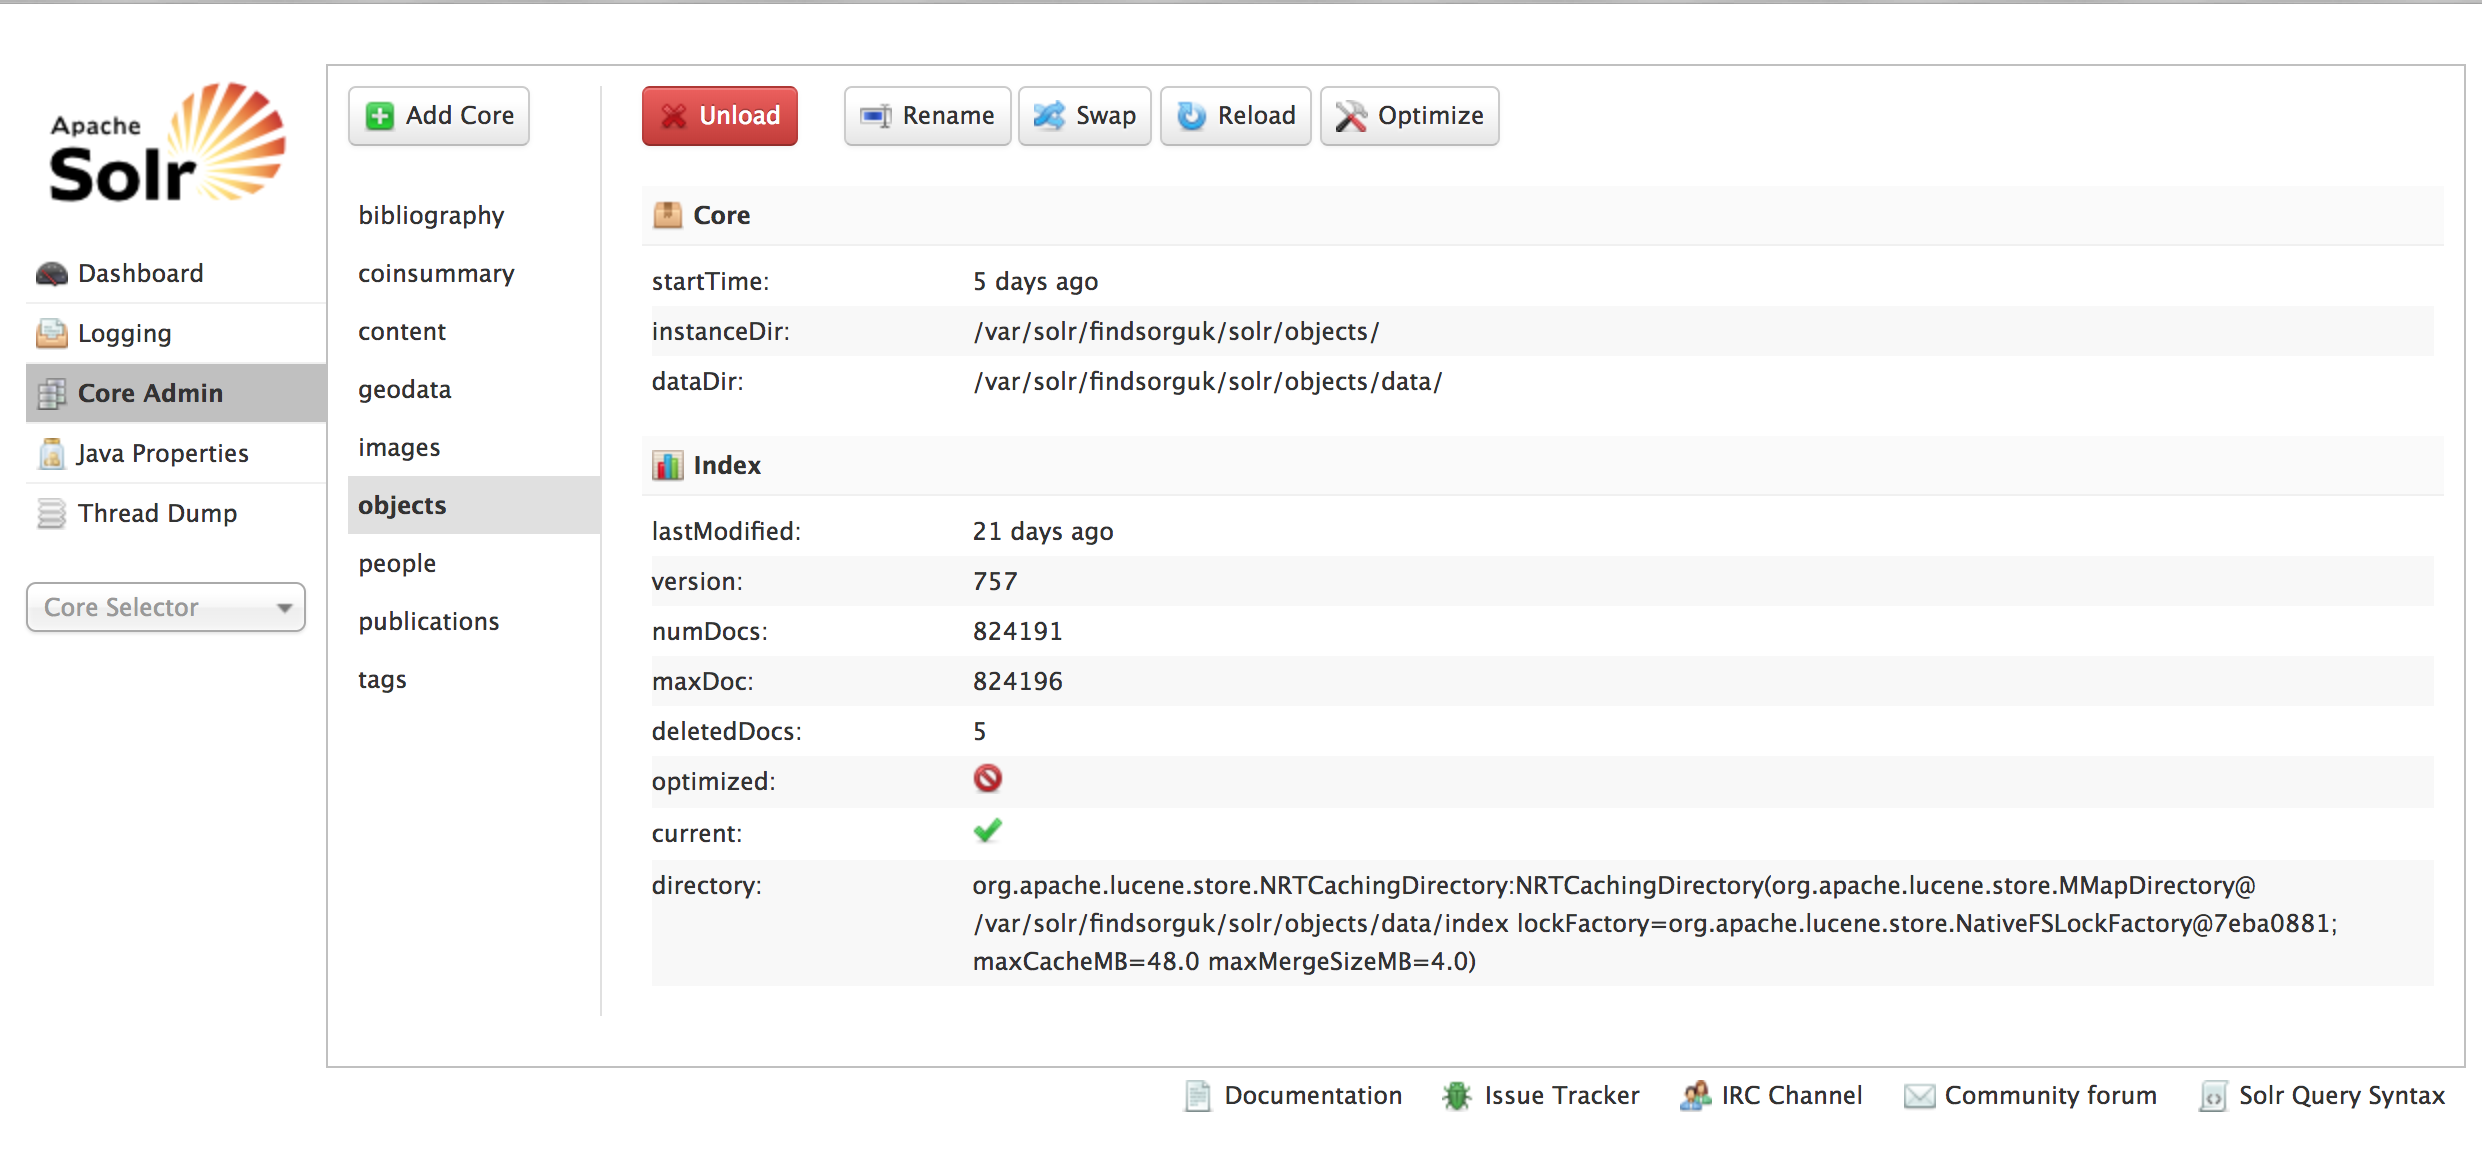 Apache
Solr
Dashboard
Logging
Core Admin
Java Properties
Thread Dump
Core Selector
Add Core
bibliography
coinsummary
content
geodata
images
objects
people
publications
tags
Unload Rename Swap Reload Optimize
Core
startTime: 5 days ago
instanceDir: /var/solr/findsorguk/solr/objects/
dataDir: /var/solr/findsorguk/solr/objects/data/
Index
lastModified: 21 days ago
version: 757
numDocs: 824191
maxDoc: 824196
deletedDocs: 5
optimized:
current:
directory: org.apache.lucene.store.NRTCachingDirectory:NRTCachingDirectory(org.apache.lucene.store.MMapDirectory@
/var/solr/findsorguk/solr/objects/data/index lockFactory=org.apache.lucene.store.NativeFSLockFactory@7eba0881;
maxCacheMB=48.0 maxMergeSizeMB=4.0)
Documentation Issue Tracker IRC Channel Community forum Solr Query Syntax